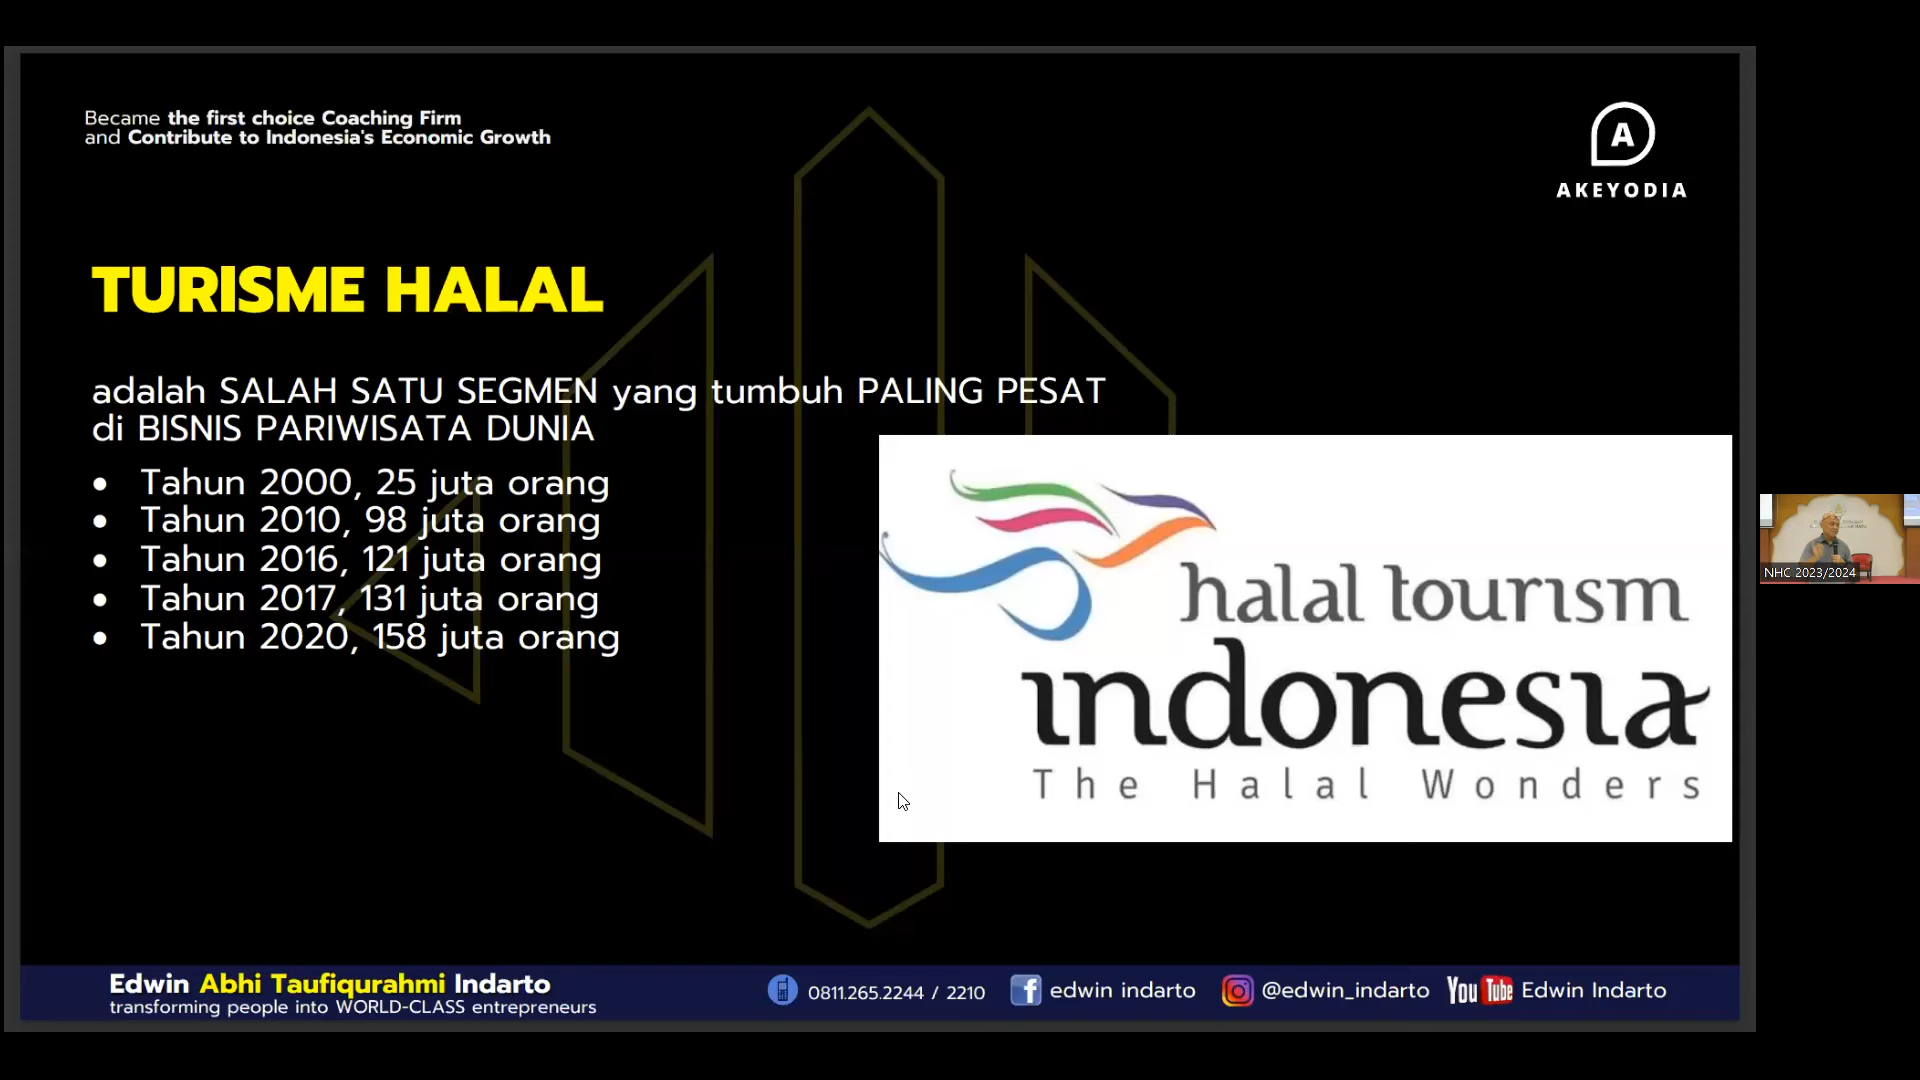 Became the first choice Coaching Firm
and Contribute to Indonesia's Economic Growth
A
AKEYODIA
TURISME HALAL
adalah SALAH SATU SEGMEN yang tumbuh PALING PESAT
di BISNIS PARIWISATA DUNIA
• Tahun 2000, 25 juta orang
• Tahun 2010, 98 juta orang
• Tahun 2016, 121 juta orang
• Tahun 2017, 131 juta orang
• Tahun 2020, 158 juta orang
halal tourism
indonesia
The Halal Wonders
NHC 2023/2024
Edwin Abhi Taufiqurahmi Indarto
transforming people into WORLD-CLASS entrepreneurs
0811.265.2244 / 2210
f edwin indarto
@edwin_indarto
YouTube Edwin Indarto